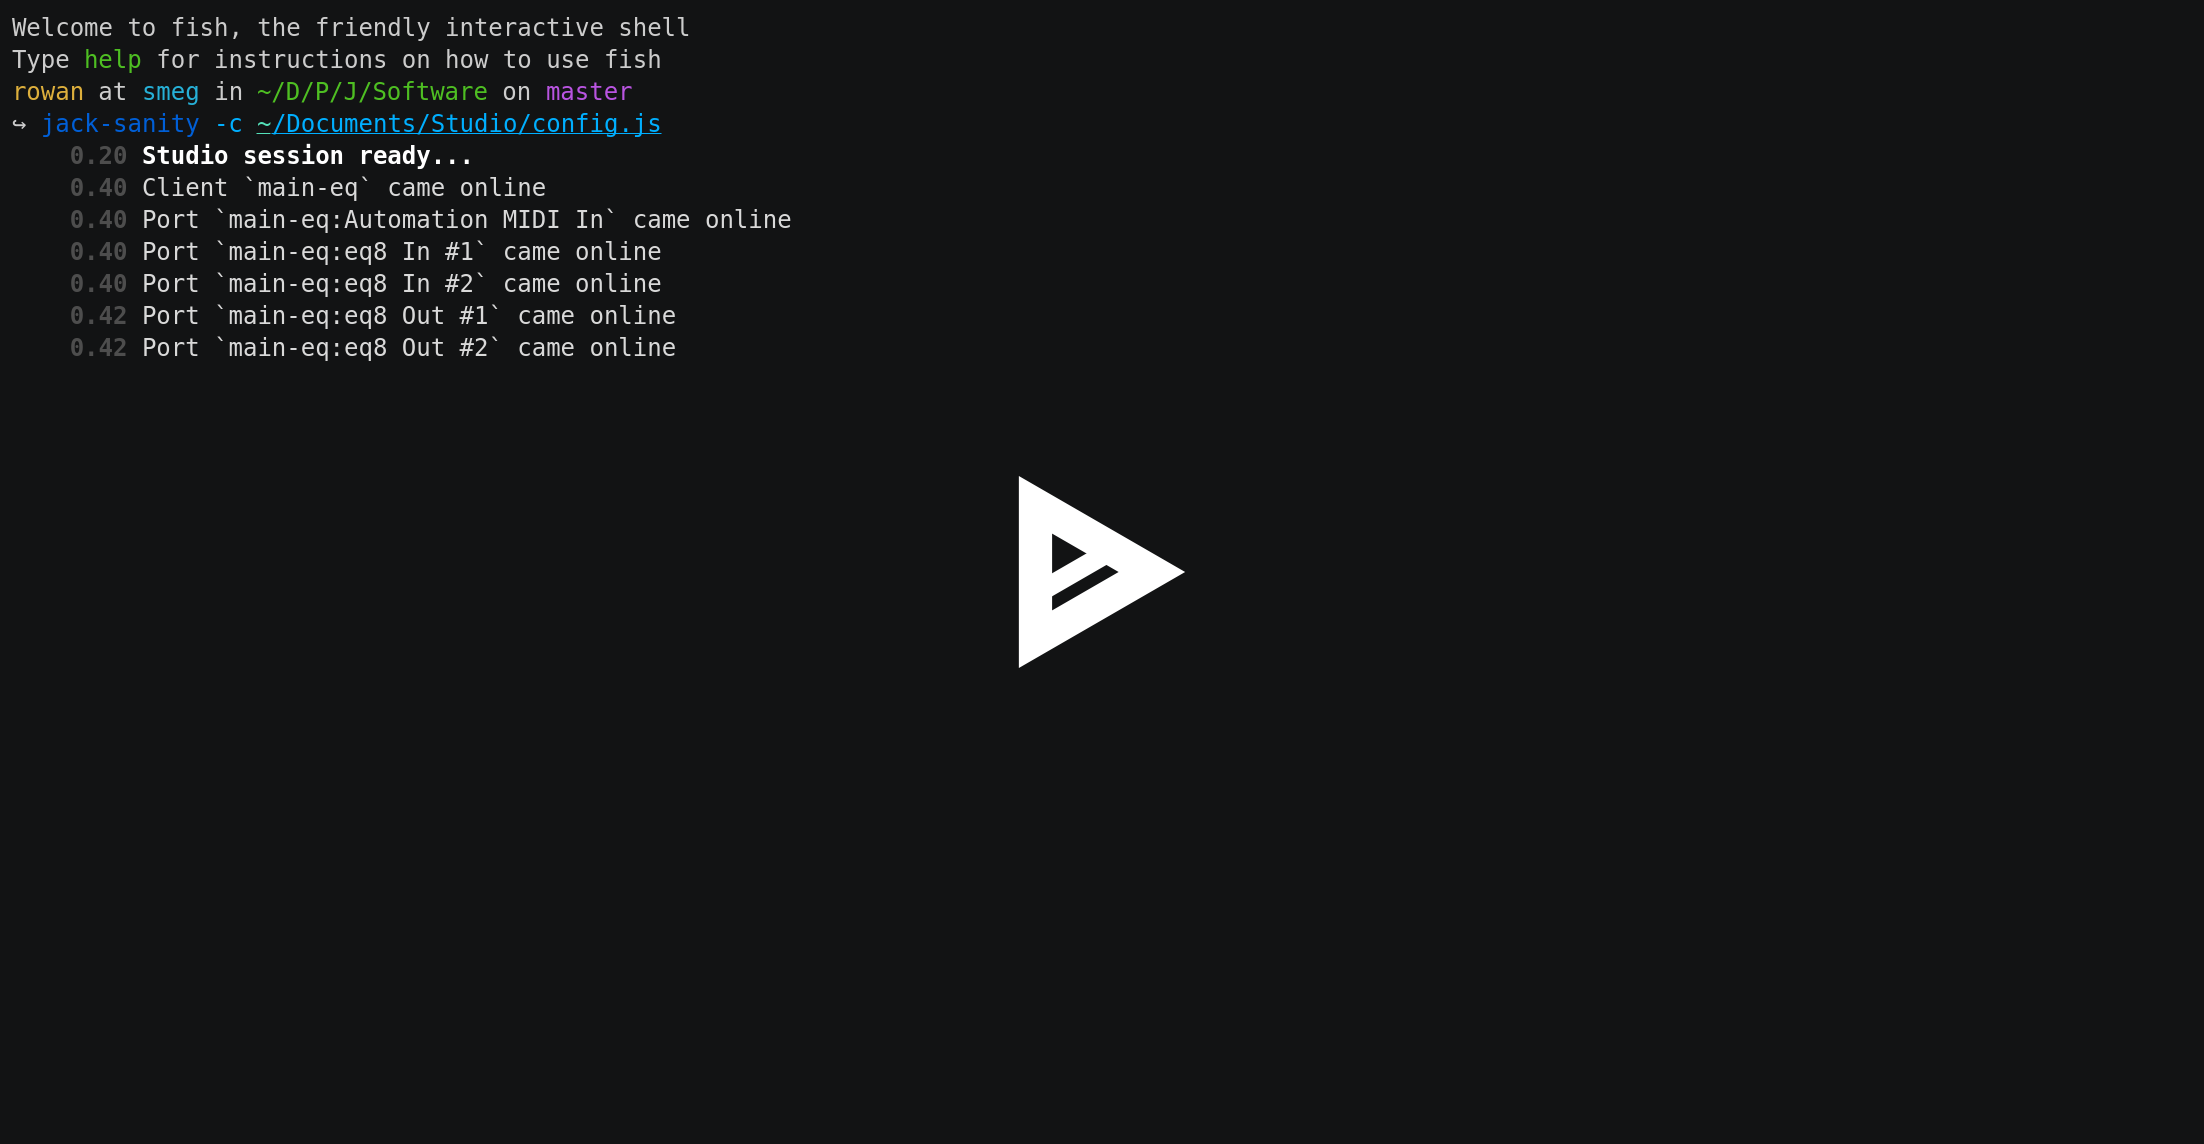 Welcome to fish, the friendly interactive shell
Type help for instructions on how to use fish
rowan at smeg in ~/D/P/J/Software on master
↪ jack-sanity -c ~/Documents/Studio/config.js
0.20 Studio session ready...
0.40 Client `main-eq` came online
0.40 Port `main-eq:Automation MIDI In` came online
0.40 Port `main-eq:eq8 In #1` came online
0.40 Port `main-eq:eq8 In #2` came online
0.42 Port `main-eq:eq8 Out #1` came online
0.42 Port `main-eq:eq8 Out #2` came online